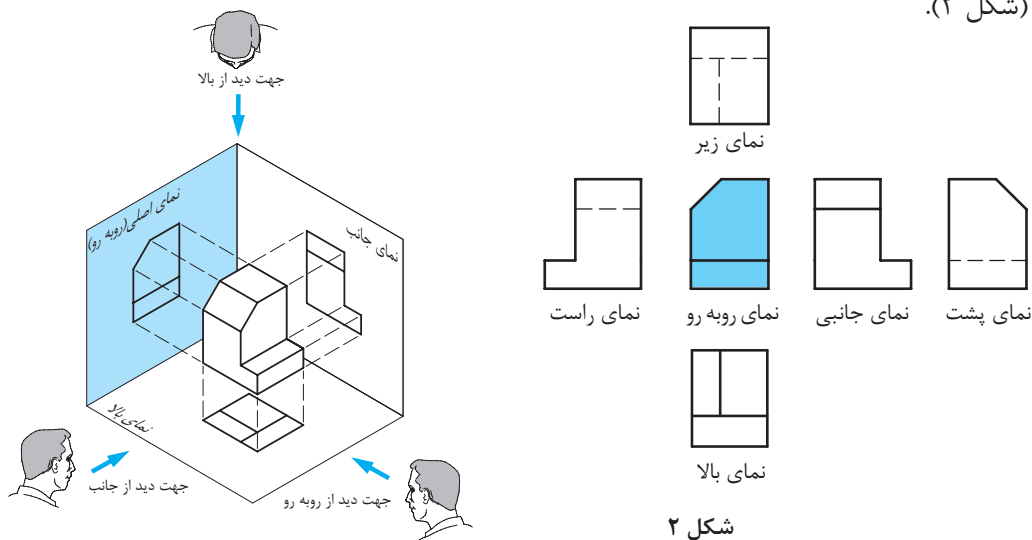 (شکل ۲).
جهت دید از بالا
نمای اصلی(روبه رو)
نمای جانب
نمای بالا
جهت دید از جانب
جهت دید از روبه رو
نمای زیر
نمای راست
نمای روبه رو
نمای جانبی
نمای پشت
نمای بالا
شکل ۲